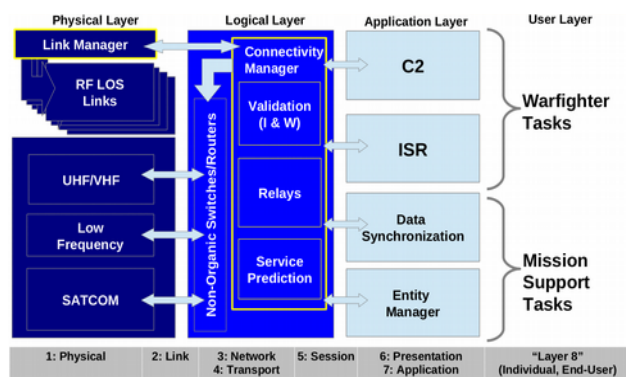 Physical Layer
Logical Layer
Application Layer
User Layer
Link Manager
RF LOS
Links
UHF/VHF
Low
Frequency
SATCOM
Non-Organic Switches/Routers
Connectivity
Manager
Validation
(I & W)
Relays
Service
Prediction
C2
ISR
Data
Synchronization
Entity
Manager
Warfighter
Tasks
Mission
Support
Tasks
1: Physical
2: Link
3: Network
4: Transport
5: Session
6: Presentation
7: Application
“Layer 8”
(Individual, End-User)